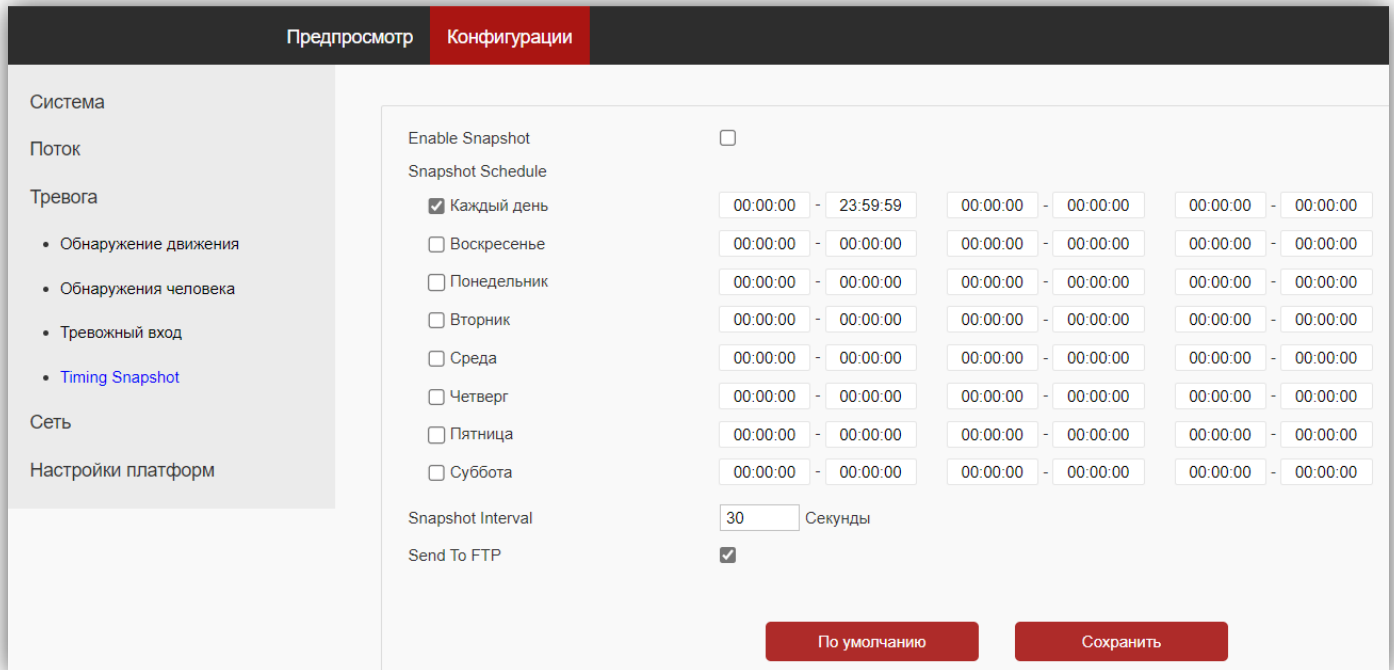 Предпросмотр Конфигурации
Система
Поток
Тревога
Обнаружение движения
Обнаружения человека
Тревожный вход
Timing Snapshot
Сеть
Настройки платформ
Enable Snapshot
Snapshot Schedule
Каждый день 00:00:00 - 23:59:59 00:00:00 - 00:00:00 00:00:00 - 00:00:00
Воскресенье 00:00:00 - 00:00:00 00:00:00 - 00:00:00 00:00:00 - 00:00:00
Понедельник 00:00:00 - 00:00:00 00:00:00 - 00:00:00 00:00:00 - 00:00:00
Вторник 00:00:00 - 00:00:00 00:00:00 - 00:00:00 00:00:00 - 00:00:00
Среда 00:00:00 - 00:00:00 00:00:00 - 00:00:00 00:00:00 - 00:00:00
Четверг 00:00:00 - 00:00:00 00:00:00 - 00:00:00 00:00:00 - 00:00:00
Пятница 00:00:00 - 00:00:00 00:00:00 - 00:00:00 00:00:00 - 00:00:00
Суббота 00:00:00 - 00:00:00 00:00:00 - 00:00:00 00:00:00 - 00:00:00
Snapshot Interval 30 Секунды
Send To FTP
По умолчанию Сохранить